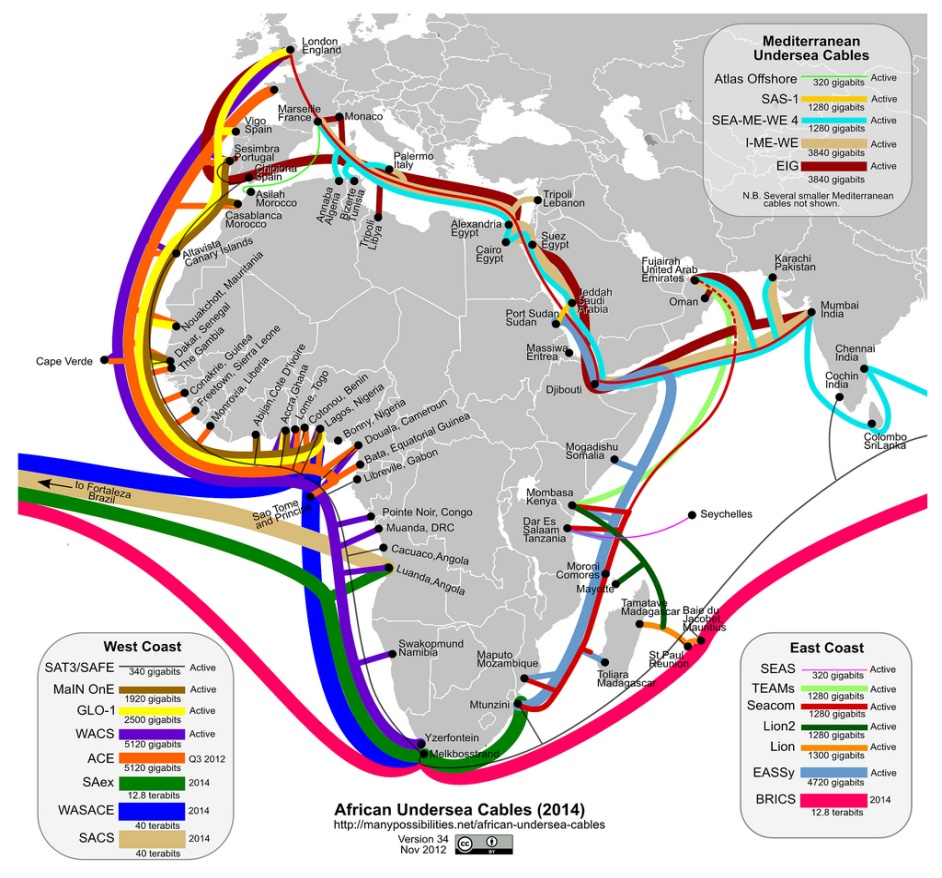 London
England
Vigo
Spain
Sesimbra
Portugal
Chipiona
Spain
Asilah
Morocco
Casablanca
Morocco
Altavista
Canary Islands
Nouakchott, Mauritania
Dakar, Senegal
The Gambia
Cape Verde
Conakrie, Guinea
Freetown, Sierra Leone
Monrovia, Liberia
Abijan,Cote D'Ivoire
Accra,Ghana
Lome, Togo
Cotonou, Benin
Lagos, Nigeria
Bonny, Nigeria
Douala, Cameroun
Bata, Equatorial Guinea
Libreville, Gabon
Sao Tome
and Principe
to Fortaleza
Brazil
Pointe Noir, Congo
Muanda, DRC
Cacuaco,Angola
Luanda,Angola
Swakopmund
Namibia
Yzerfontein
Melkbosstrand
Marseille
France
Monaco
Palermo
Italy
Annaba
Algeria
Bizerte
Tunisia
Tripoli
Libya
Tripoli
Lebanon
Alexandria
Egypt
Cairo
Egypt
Suez
Egypt
Jeddah
Saudi
Arabia
Port Sudan
Sudan
Massiwa
Eritrea
Djibouti
Fujairah
United Arab
Emirates
Oman
Karachi
Pakistan
Mumbai
India
Chennai
India
Cochin
India
Colombo
SriLanka
Mogadishu
Somalia
Mombasa
Kenya
Dar Es
Salaam
Tanzania
Seychelles
Moroni
Comores
Mayotte
Tamatave
Madagascar
Baie du
Jacobet,
Mauritius
St Paul
Reunion
Toliara
Madagascar
Maputo
Mozambique
Mtunzini
Mediterranean
Undersea Cables
Atlas Offshore 320 gigabits Active
SAS-1 1280 gigabits Active
SEA-ME-WE 4 1280 gigabits Active
I-ME-WE 3840 gigabits Active
EIG 3840 gigabits Active
N.B. Several smaller Mediterranean
cables not shown.
West Coast
SAT3/SAFE 340 gigabits Active
MaIN OnE 1920 gigabits Active
GLO-1 2500 gigabits Active
WACS 5120 gigabits Active
ACE 5120 gigabits Q3 2012
SAex 12.8 terabits 2014
WASACE 40 terabits 2014
SACS 40 terabits 2014
East Coast
SEAS 320 gigabits Active
TEAMs 1280 gigabits Active
Seacom 1280 gigabits Active
Lion2 1280 gigabits Active
Lion 1300 gigabits Active
EASSy 4720 gigabits Active
BRICS 12.8 terabits 2014
African Undersea Cables (2014)
http://manypossibilities.net/african-undersea-cables
Version 34
Nov 2012
cc
BY